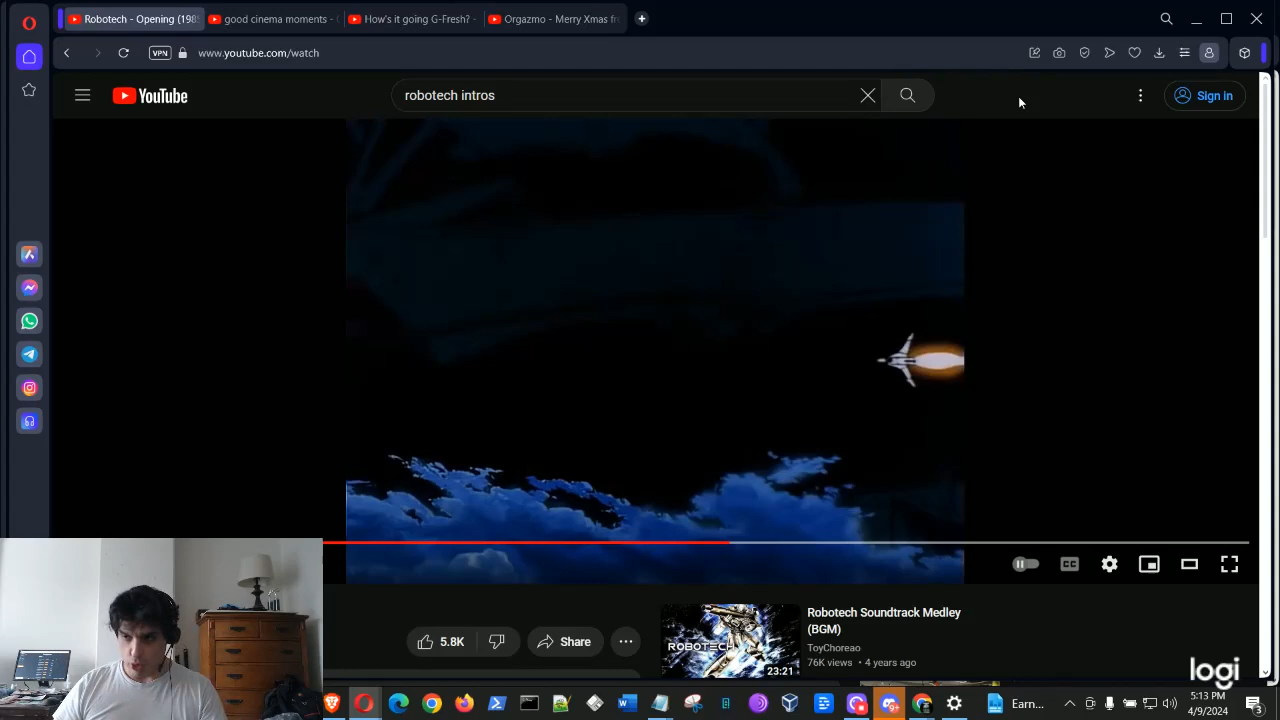 Robotech - Opening (198
good cinema moments -
How's it going G-Fresh? -
Orgazmo - Merry Xmas fr
VPN
www.youtube.com/watch
YouTube
robotech intros
Sign in
CC
5.8K
Share
ROBOTECH
23:21
Robotech Soundtrack Medley
(BGM)
ToyChoreao
76K views • 4 years ago
logi
Earn...
5:13 PM
4/9/2024
3